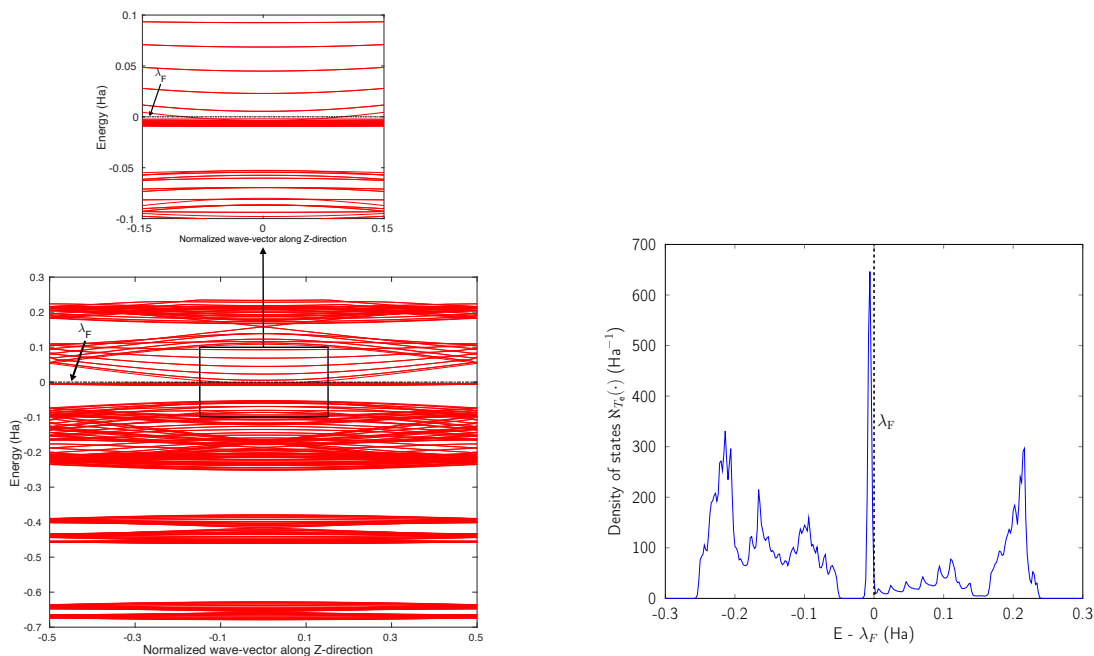 0.1
0.05
0
-0.05
-0.1
Energy (Ha)
λF
-0.15 0 0.15
Normalized wave-vector along Z-direction
0.3
0.2
0.1
0
-0.1
-0.2
-0.3
-0.4
-0.5
-0.6
-0.7
Energy (Ha)
λF
-0.5 -0.3 -0.1 0.1 0.3 0.5
Normalized wave-vector along Z-direction
700
600
500
400
300
200
100
0
Density of states ℵTe(·) (Ha−1)
λF
-0.3 -0.2 -0.1 0 0.1 0.2 0.3
E - λF (Ha)